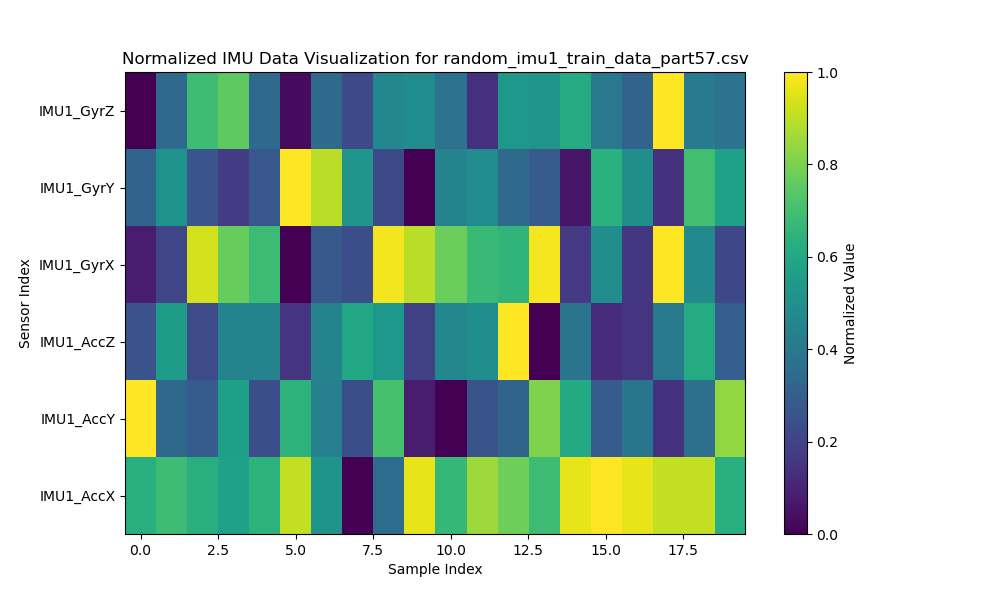 Normalized IMU Data Visualization for random_imu1_train_data_part57.csv
IMU1_GyrZ
IMU1_GyrY
IMU1_GyrX
IMU1_AccZ
IMU1_AccY
IMU1_AccX
Sensor Index
0.0 2.5 5.0 7.5 10.0 12.5 15.0 17.5
Sample Index
1.0
0.8
0.6
0.4
0.2
0.0
Normalized Value